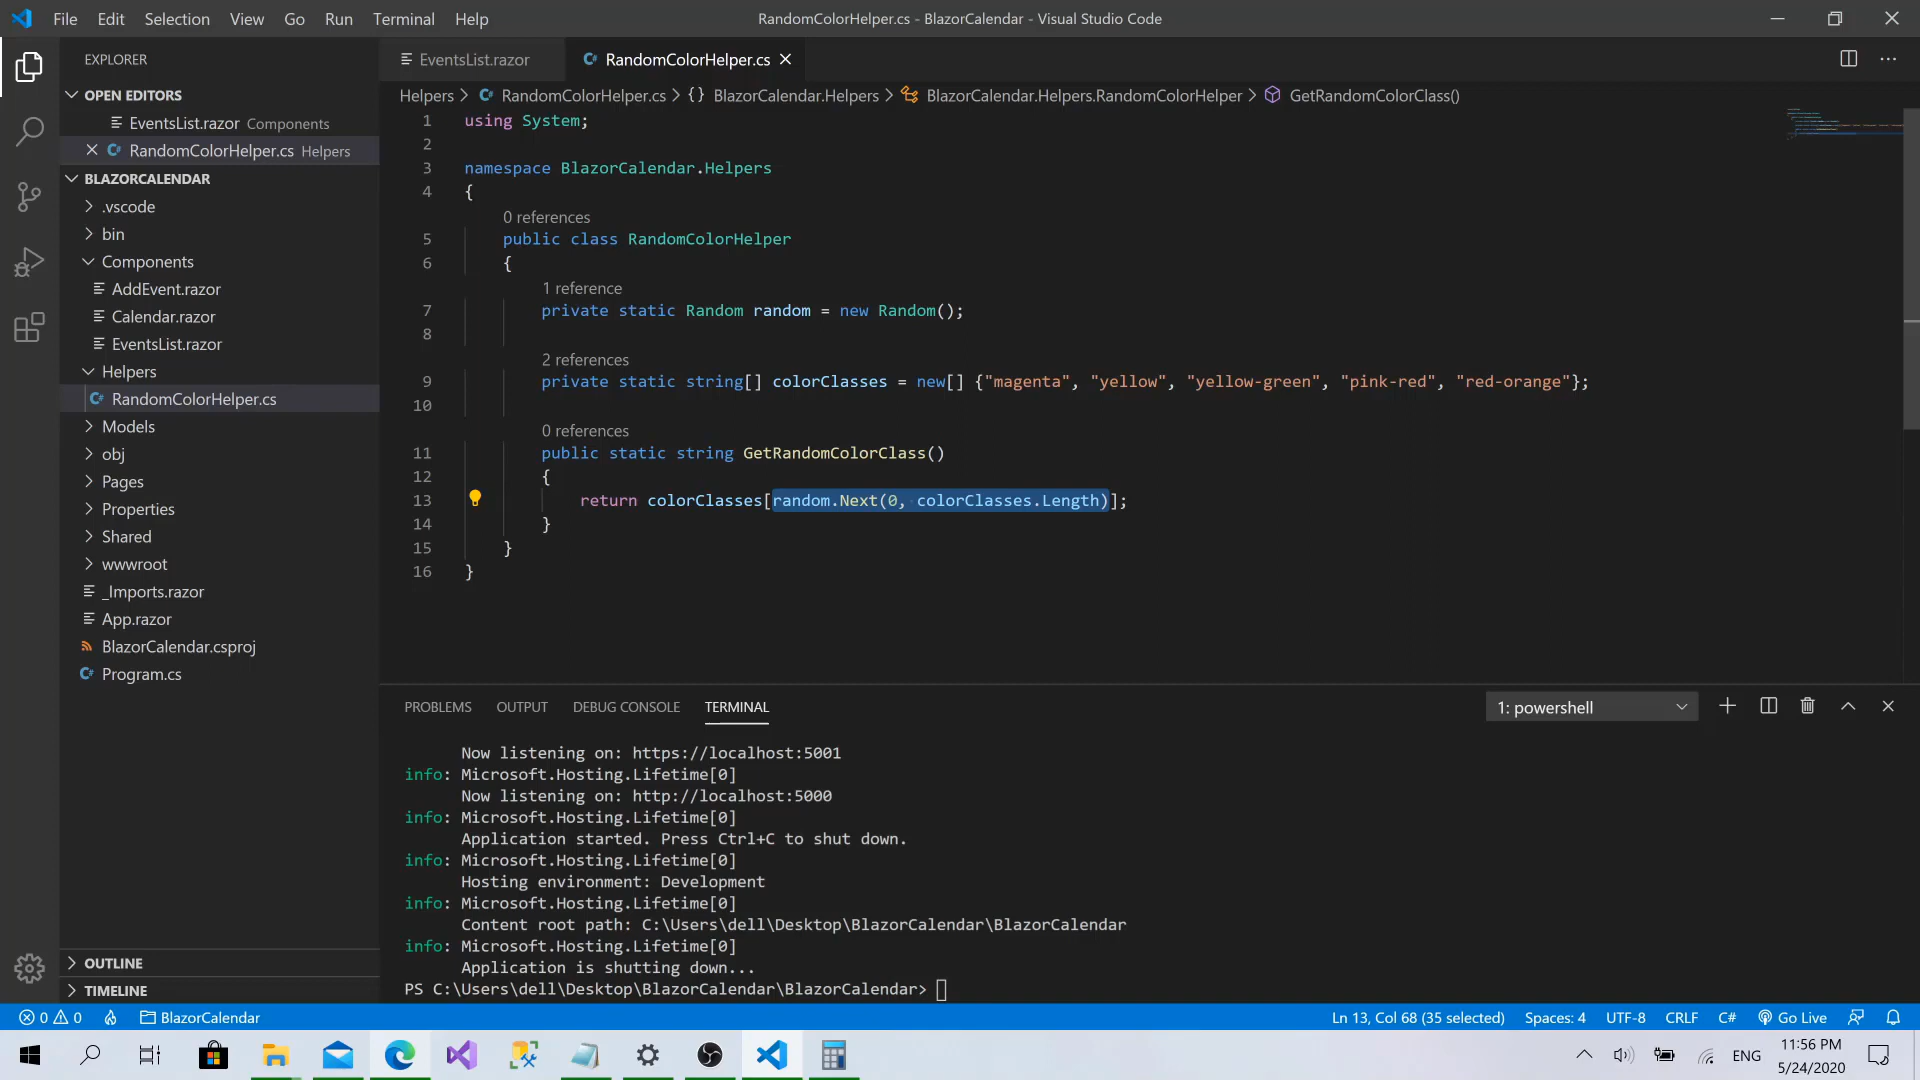 File Edit Selection View Go Run Terminal Help
RandomColorHelper.cs - BlazorCalendar - Visual Studio Code
EXPLORER
OPEN EDITORS
EventsList.razor Components
RandomColorHelper.cs Helpers
BLAZORCALENDAR
.vscode
bin
Components
AddEvent.razor
Calendar.razor
EventsList.razor
Helpers
RandomColorHelper.cs
Models
obj
Pages
Properties
Shared
wwwroot
_Imports.razor
App.razor
BlazorCalendar.csproj
Program.cs
OUTLINE
TIMELINE
EventsList.razor
RandomColorHelper.cs
Helpers > RandomColorHelper.cs > {} BlazorCalendar.Helpers > BlazorCalendar.Helpers.RandomColorHelper > GetRandomColorClass()
1 using System;
2
3 namespace BlazorCalendar.Helpers
4 {
0 references
5 public class RandomColorHelper
6 {
1 reference
7 private static Random random = new Random();
8
2 references
9 private static string[] colorClasses = new[] {"magenta", "yellow", "yellow-green", "pink-red", "red-orange"};
10
0 references
11 public static string GetRandomColorClass()
12 {
13 return colorClasses[random.Next(0, colorClasses.Length)];
14 }
15 }
16 }
PROBLEMS OUTPUT DEBUG CONSOLE TERMINAL
1: powershell
Now listening on: https://localhost:5001
info: Microsoft.Hosting.Lifetime[0]
Now listening on: http://localhost:5000
info: Microsoft.Hosting.Lifetime[0]
Application started. Press Ctrl+C to shut down.
info: Microsoft.Hosting.Lifetime[0]
Hosting environment: Development
info: Microsoft.Hosting.Lifetime[0]
Content root path: C:\Users\dell\Desktop\BlazorCalendar\BlazorCalendar
info: Microsoft.Hosting.Lifetime[0]
Application is shutting down...
PS C:\Users\dell\Desktop\BlazorCalendar\BlazorCalendar>
0 0 BlazorCalendar
Ln 13, Col 68 (35 selected) Spaces: 4 UTF-8 CRLF C# Go Live
ENG
11:56 PM
5/24/2020